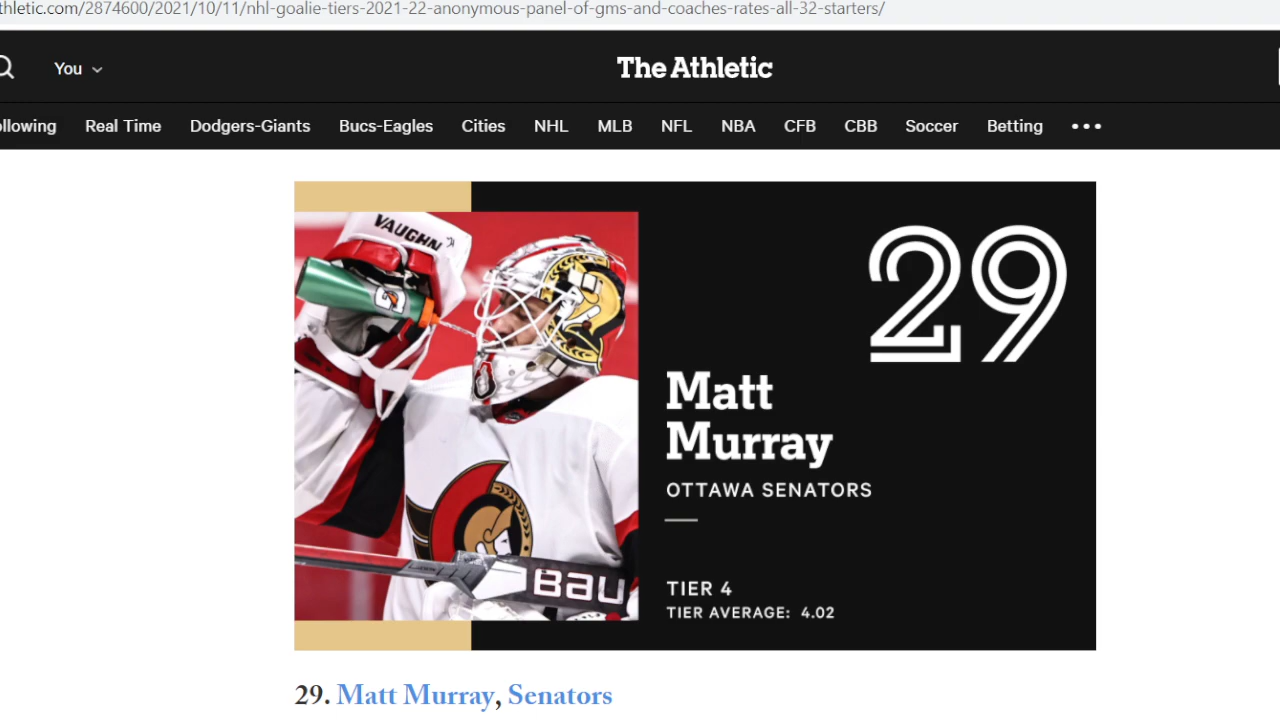 thletic.com/2874600/2021/10/11/nhl-goalie-tiers-2021-22-anonymous-panel-of-gms-and-coaches-rates-all-32-starters/
You
The Athletic
ollowing Real Time Dodgers-Giants Bucs-Eagles Cities NHL MLB NFL NBA CFB CBB Soccer Betting
VAUGHN
29
Matt
Murray
OTTAWA SENATORS
BAU
TIER 4
TIER AVERAGE: 4.02
29. Matt Murray, Senators